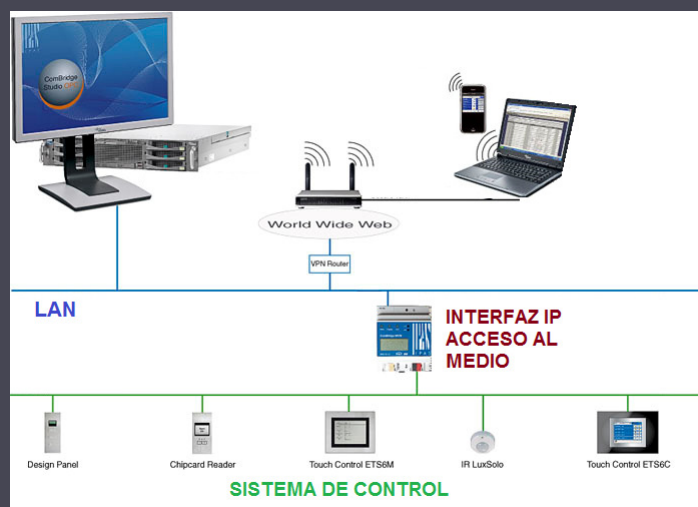 ComBridge
Studio
World Wide Web
VPN Router
LAN
INTERFAZ IP
ACCESO AL
MEDIO
Design Panel
Chipcard Reader
Touch Control ETS6M
IR LuxSolo
Touch Control ETS6C
SISTEMA DE CONTROL